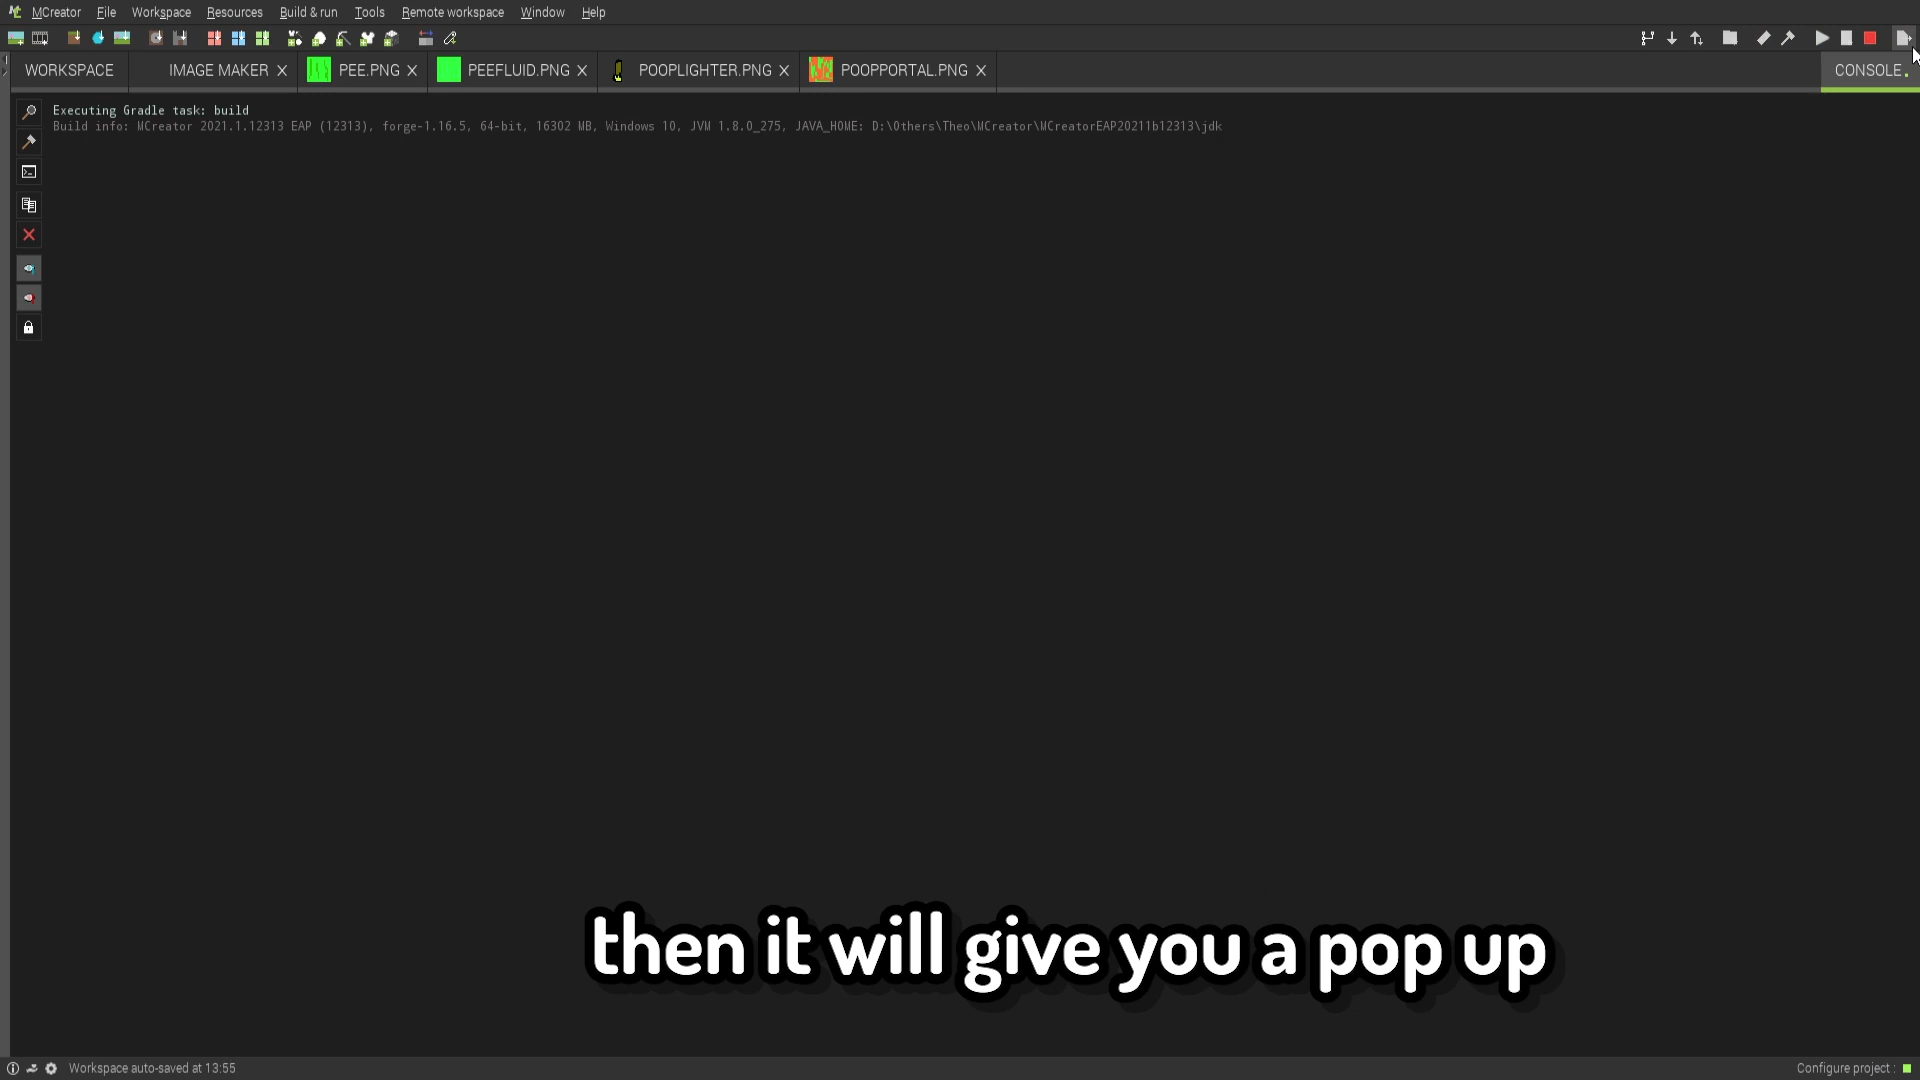 MCreator File Workspace Resources Build & run Tools Remote workspace Window Help
WORKSPACE IMAGE MAKER PEE.PNG PEEFLUID.PNG POOPLIGHTER.PNG POOPPORTAL.PNG CONSOLE
Executing Gradle task: build
Build info: MCreator 2021.1.12313 EAP (12313), forge-1.16.5, 64-bit, 16302 MB, Windows 10, JVM 1.8.0_275, JAVA_HOME: D:\Others\Theo\MCreator\MCreatorEAP20211b12313\jdk
then it will give you a pop up
Workspace auto-saved at 13:55 Configure project :